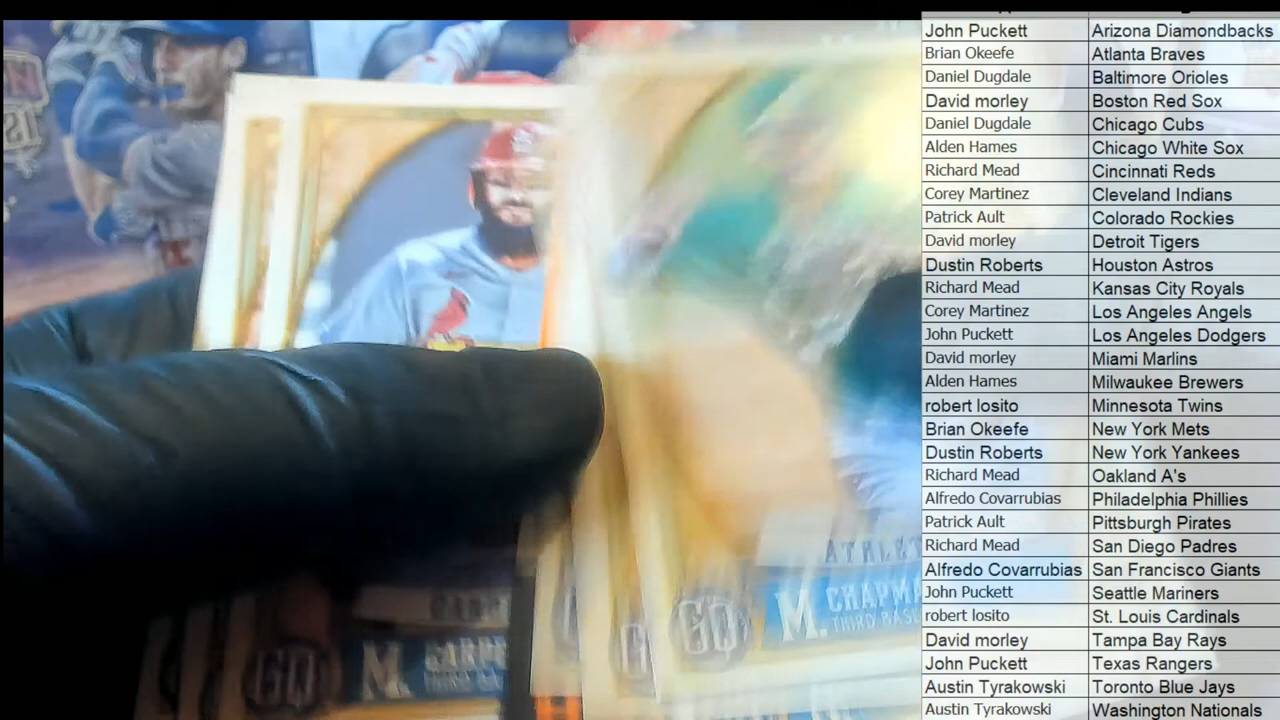 John Puckett Arizona Diamondbacks
Brian Okeefe Atlanta Braves
Daniel Dugdale Baltimore Orioles
David morley Boston Red Sox
Daniel Dugdale Chicago Cubs
Alden Hames Chicago White Sox
Richard Mead Cincinnati Reds
Corey Martinez Cleveland Indians
Patrick Ault Colorado Rockies
David morley Detroit Tigers
Dustin Roberts Houston Astros
Richard Mead Kansas City Royals
Corey Martinez Los Angeles Angels
John Puckett Los Angeles Dodgers
David morley Miami Marlins
Alden Hames Milwaukee Brewers
robert losito Minnesota Twins
Brian Okeefe New York Mets
Dustin Roberts New York Yankees
Richard Mead Oakland A's
Alfredo Covarrubias Philadelphia Phillies
Patrick Ault Pittsburgh Pirates
Richard Mead San Diego Padres
Alfredo Covarrubias San Francisco Giants
John Puckett Seattle Mariners
robert losito St. Louis Cardinals
David morley Tampa Bay Rays
John Puckett Texas Rangers
Austin Tyrakowski Toronto Blue Jays
Austin Tyrakowski Washington Nationals
ATHLET
GQ M. CHAPMA
THIRD BASE
GQ M.